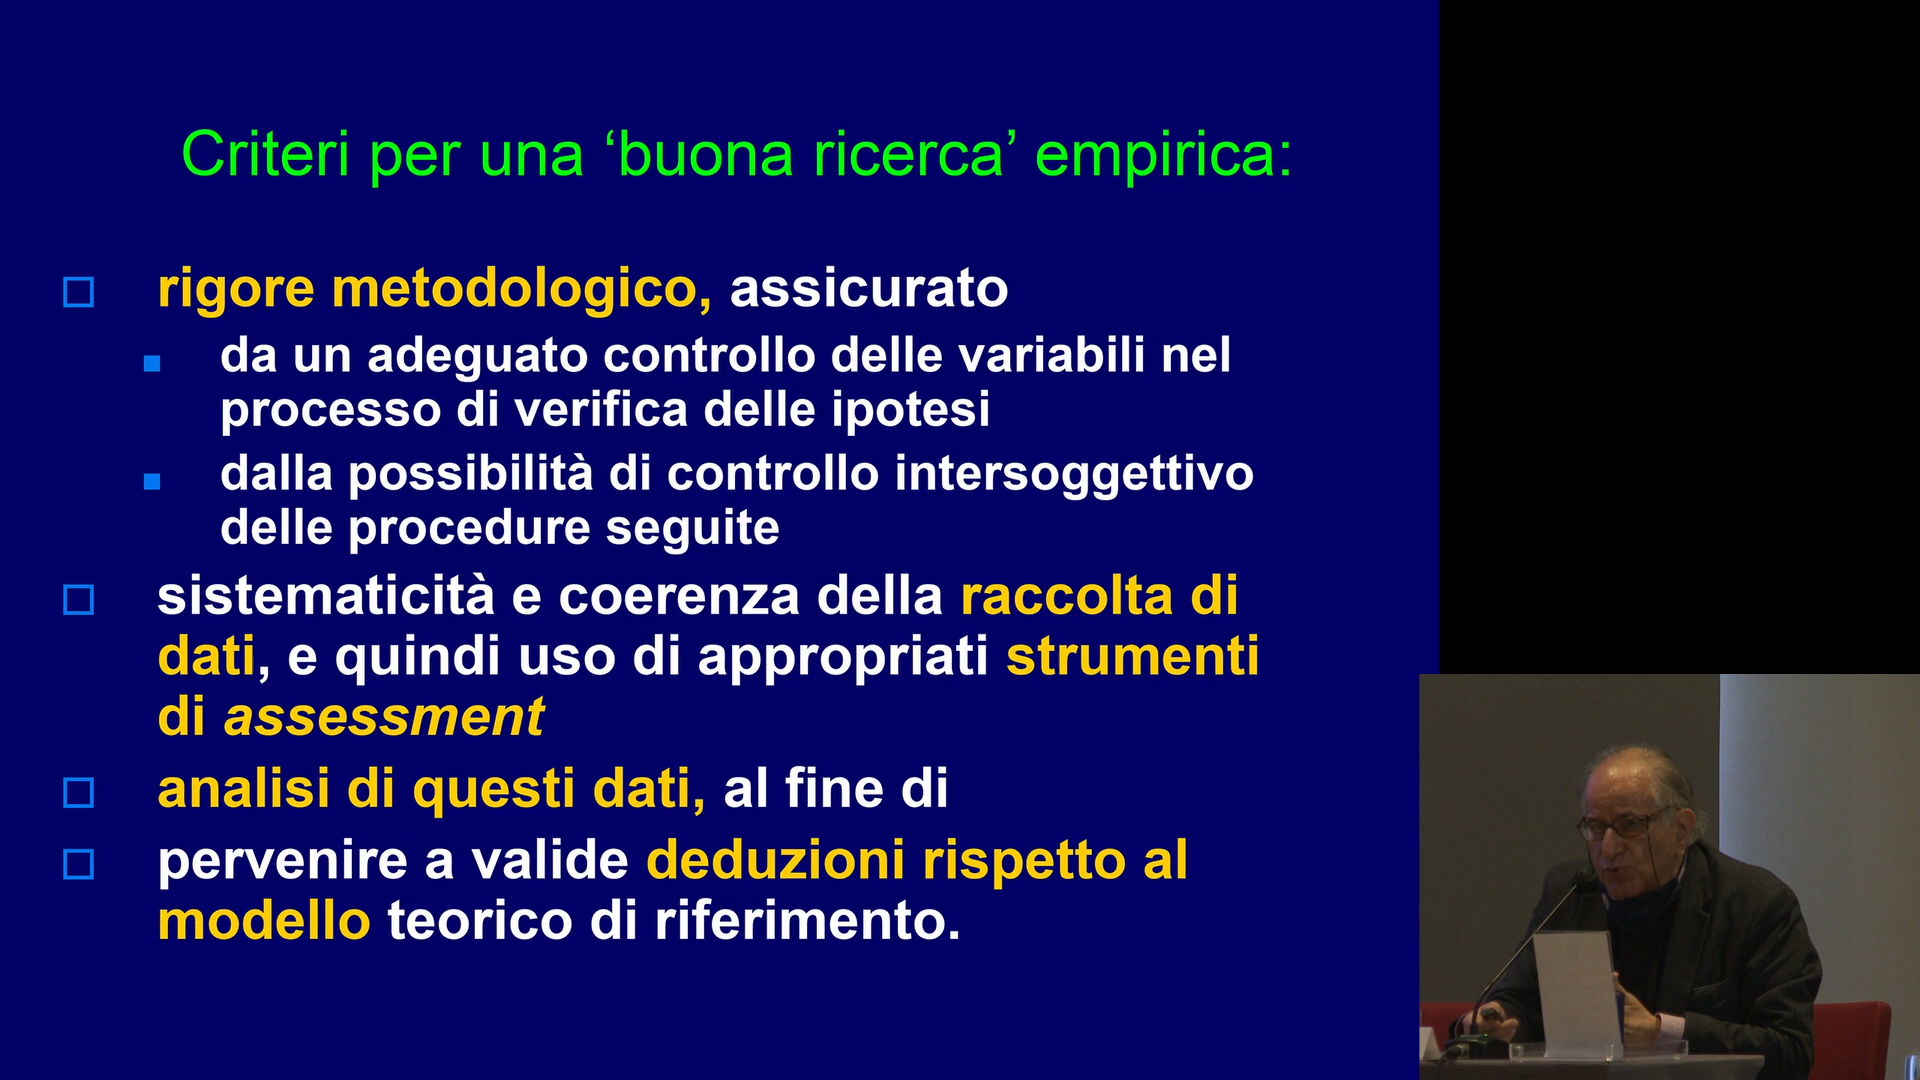 Criteri per una ‘buona ricerca’ empirica:
rigore metodologico, assicurato
da un adeguato controllo delle variabili nel
processo di verifica delle ipotesi
dalla possibilità di controllo intersoggettivo
delle procedure seguite
sistematicità e coerenza della raccolta di
dati, e quindi uso di appropriati strumenti
di assessment
analisi di questi dati, al fine di
pervenire a valide deduzioni rispetto al
modello teorico di riferimento.